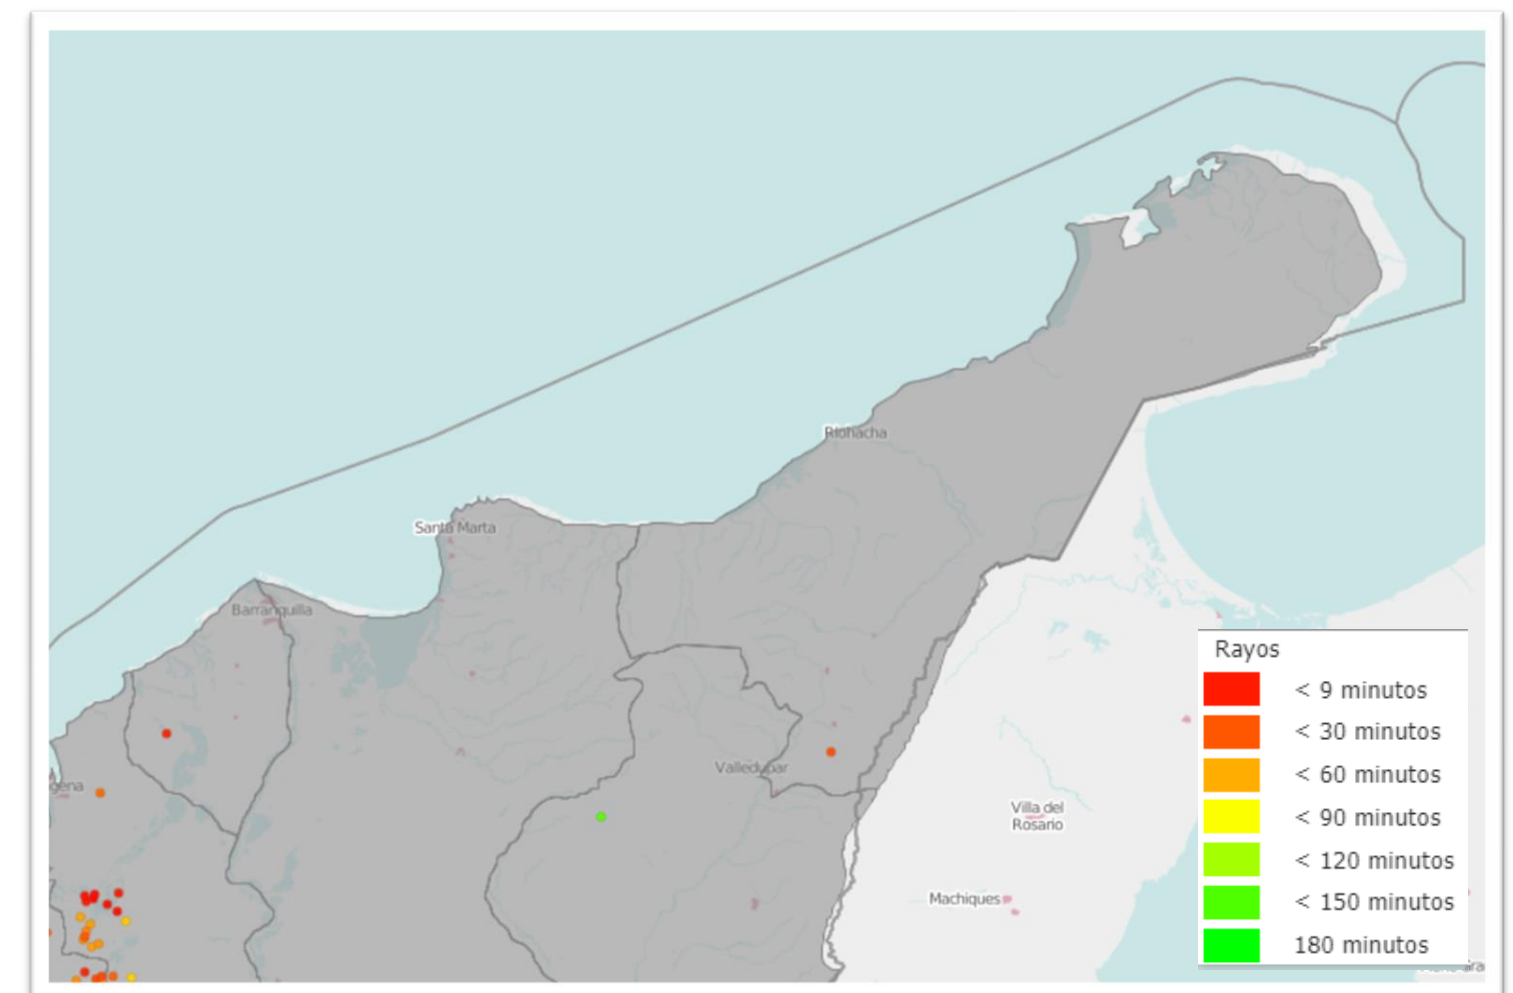 Riohacha
Santa Marta
Barranquilla
gena
Valledupar
Villa del
Rosario
Machiques
Rayos
< 9 minutos
< 30 minutos
< 60 minutos
< 90 minutos
< 120 minutos
< 150 minutos
180 minutos